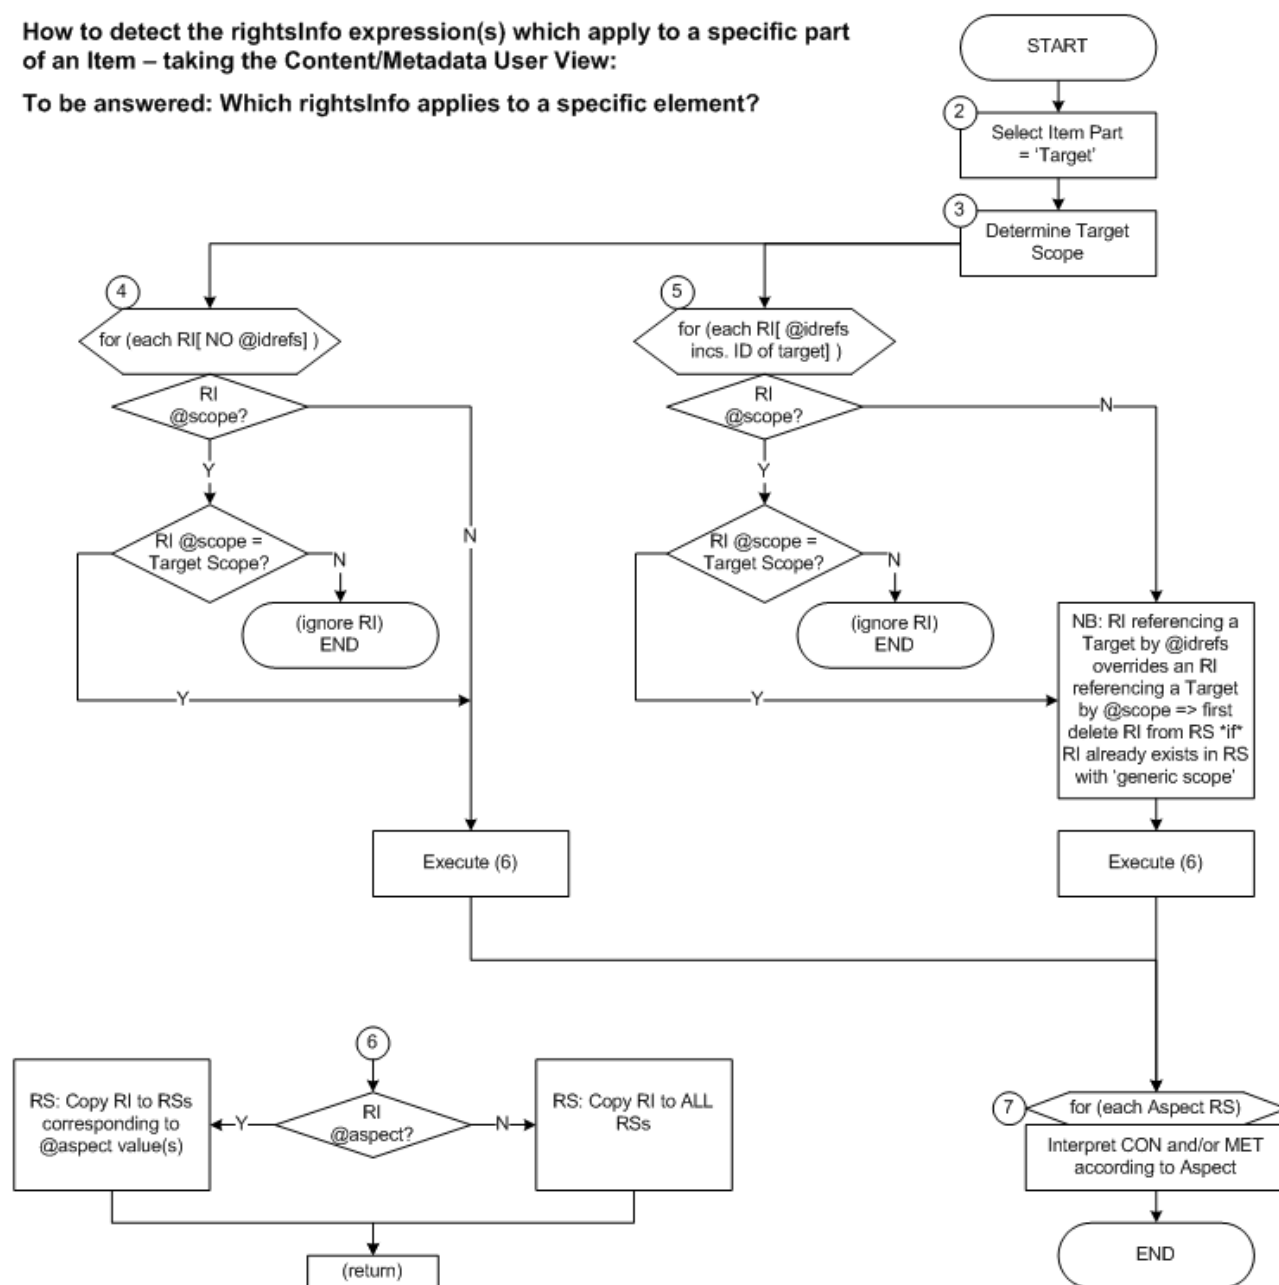 How to detect the rightsInfo expression(s) which apply to a specific part
of an Item – taking the Content/Metadata User View:
To be answered: Which rightsInfo applies to a specific element?
START
2
Select Item Part
= ‘Target’
3
Determine Target
Scope
4
for (each RI[ NO @idrefs] )
RI
@scope?
Y
N
RI @scope =
Target Scope?
N
(ignore RI)
END
Y
Execute (6)
5
for (each RI[ @idrefs
incs. ID of target] )
RI
@scope?
N
Y
RI @scope =
Target Scope?
N
(ignore RI)
END
Y
NB: RI referencing a
Target by @idrefs
overrides an RI
referencing a Target
by @scope => first
delete RI from RS *if*
RI already exists in RS
with ‘generic scope’
Execute (6)
6
RI
@aspect?
Y
RS: Copy RI to RSs
corresponding to
@aspect value(s)
N
RS: Copy RI to ALL
RSs
(return)
7
for (each Aspect RS)
Interpret CON and/or MET
according to Aspect
END